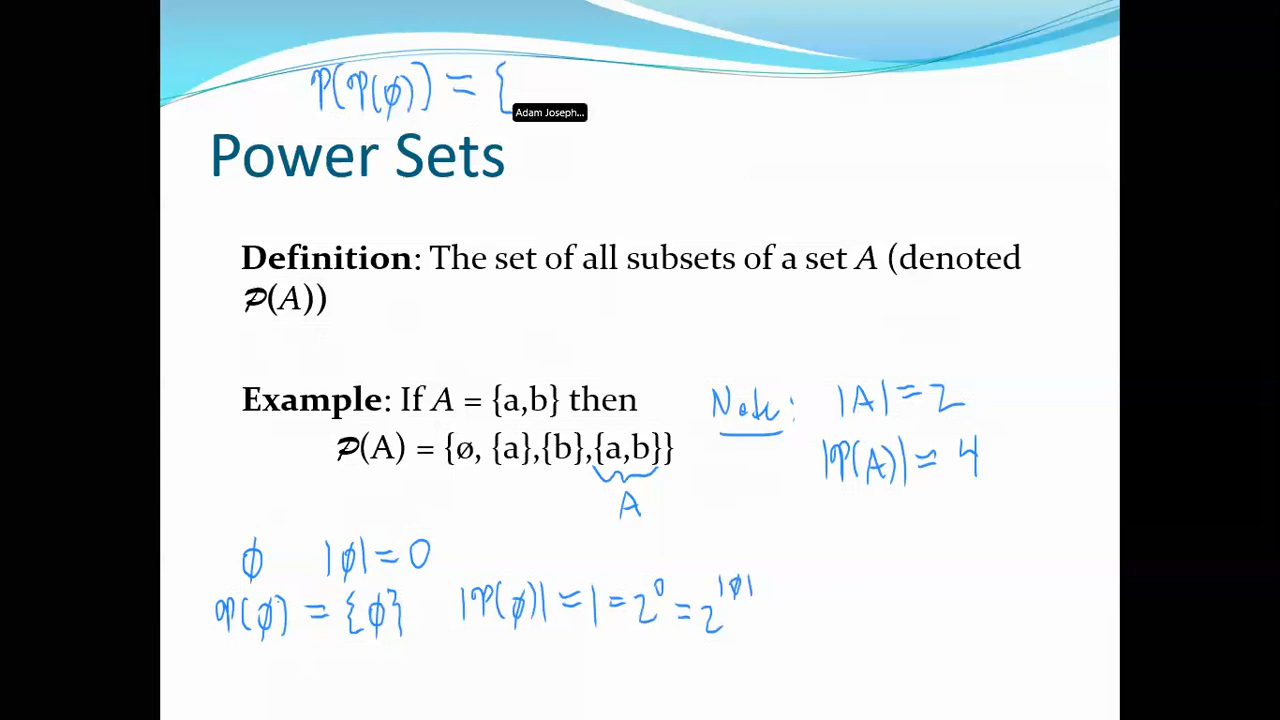 𝒫(𝒫(ϕ)) = {
Adam Joseph...
Power Sets
Definition: The set of all subsets of a set A (denoted
𝒫(A))
Example: If A = {a,b} then
Note: |A| = 2
𝒫(A) = {ø, {a},{b},{a,b}}
|𝒫(A)| = 4
A
ϕ |ϕ| = 0
𝒫(ϕ) = {ϕ} |𝒫(ϕ)| = 1 = 2⁰ = 2^|ϕ|